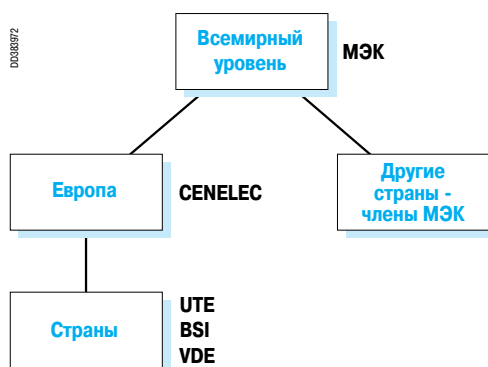 DD383972
Всемирный
уровень
МЭК
Европа
CENELEC
Другие
страны -
члены МЭК
Страны
UTE
BSI
VDE